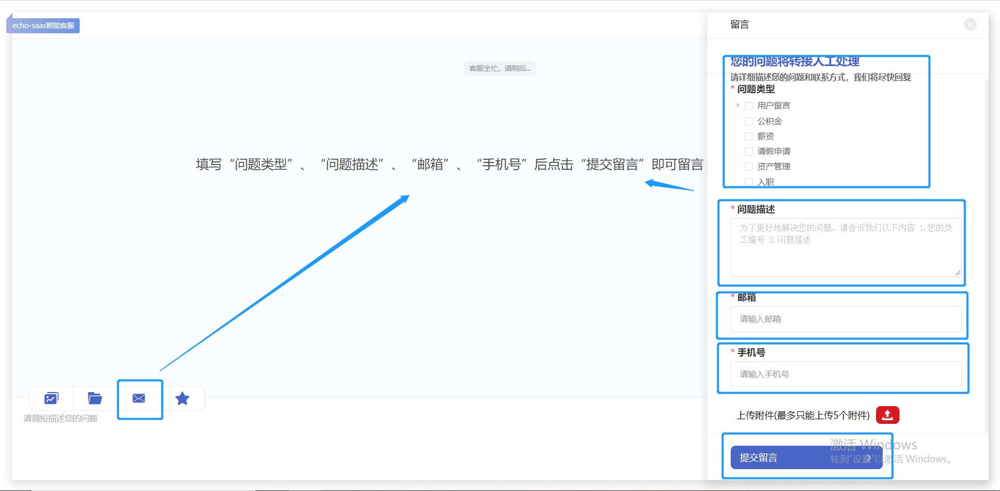 echo-saas智能客服
客服全忙，请稍后...
填写“问题类型”、“问题描述”、“邮箱”、“手机号”后点击“提交留言”即可留言
请简短描述您的问题
留言
您的问题将转接人工处理
请详细描述您的问题和联系方式，我们将尽快回复
* 问题类型
用户留言
公积金
薪资
请假申请
资产管理
入职
* 问题描述
为了更好地解决您的问题，请告诉我们以下内容 1.您的员
工编号 2.问题描述
* 邮箱
请输入邮箱
* 手机号
请输入手机号
上传附件(最多只能上传5个附件)
提交留言
激活 Windows
转到“设置”以激活 Windows。